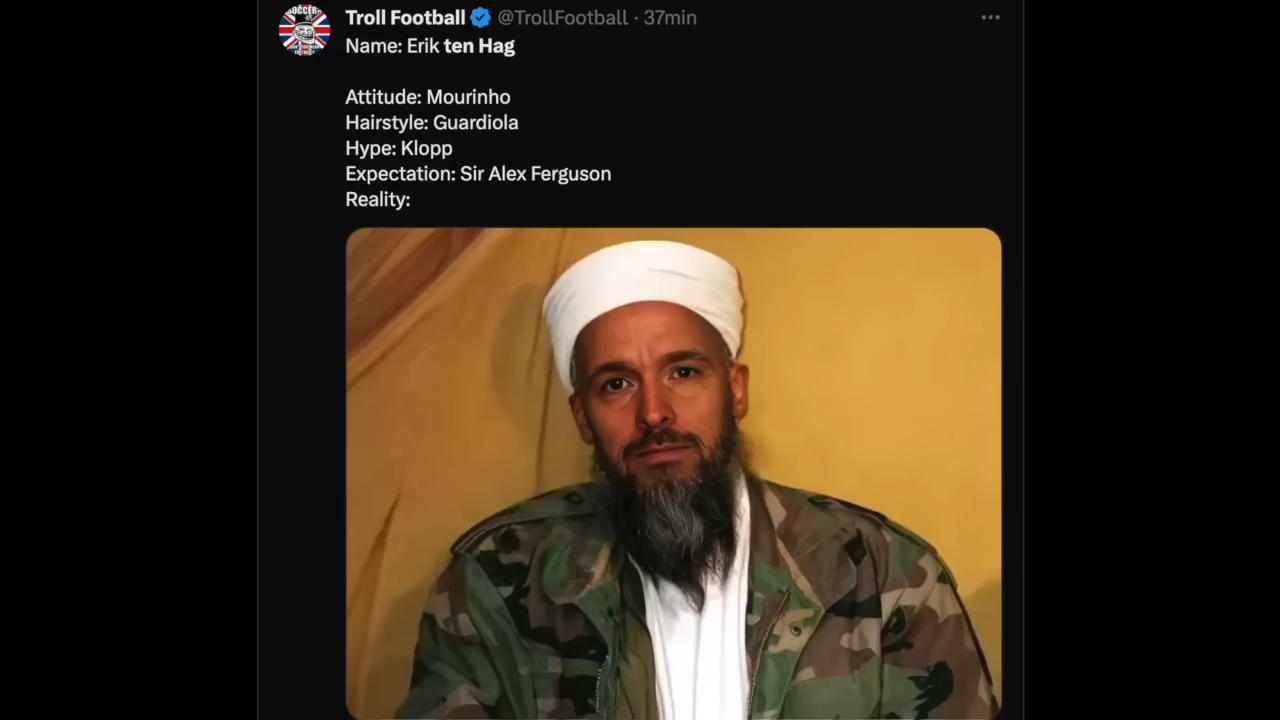 Troll Football @TrollFootball · 37min
Name: Erik ten Hag
Attitude: Mourinho
Hairstyle: Guardiola
Hype: Klopp
Expectation: Sir Alex Ferguson
Reality: